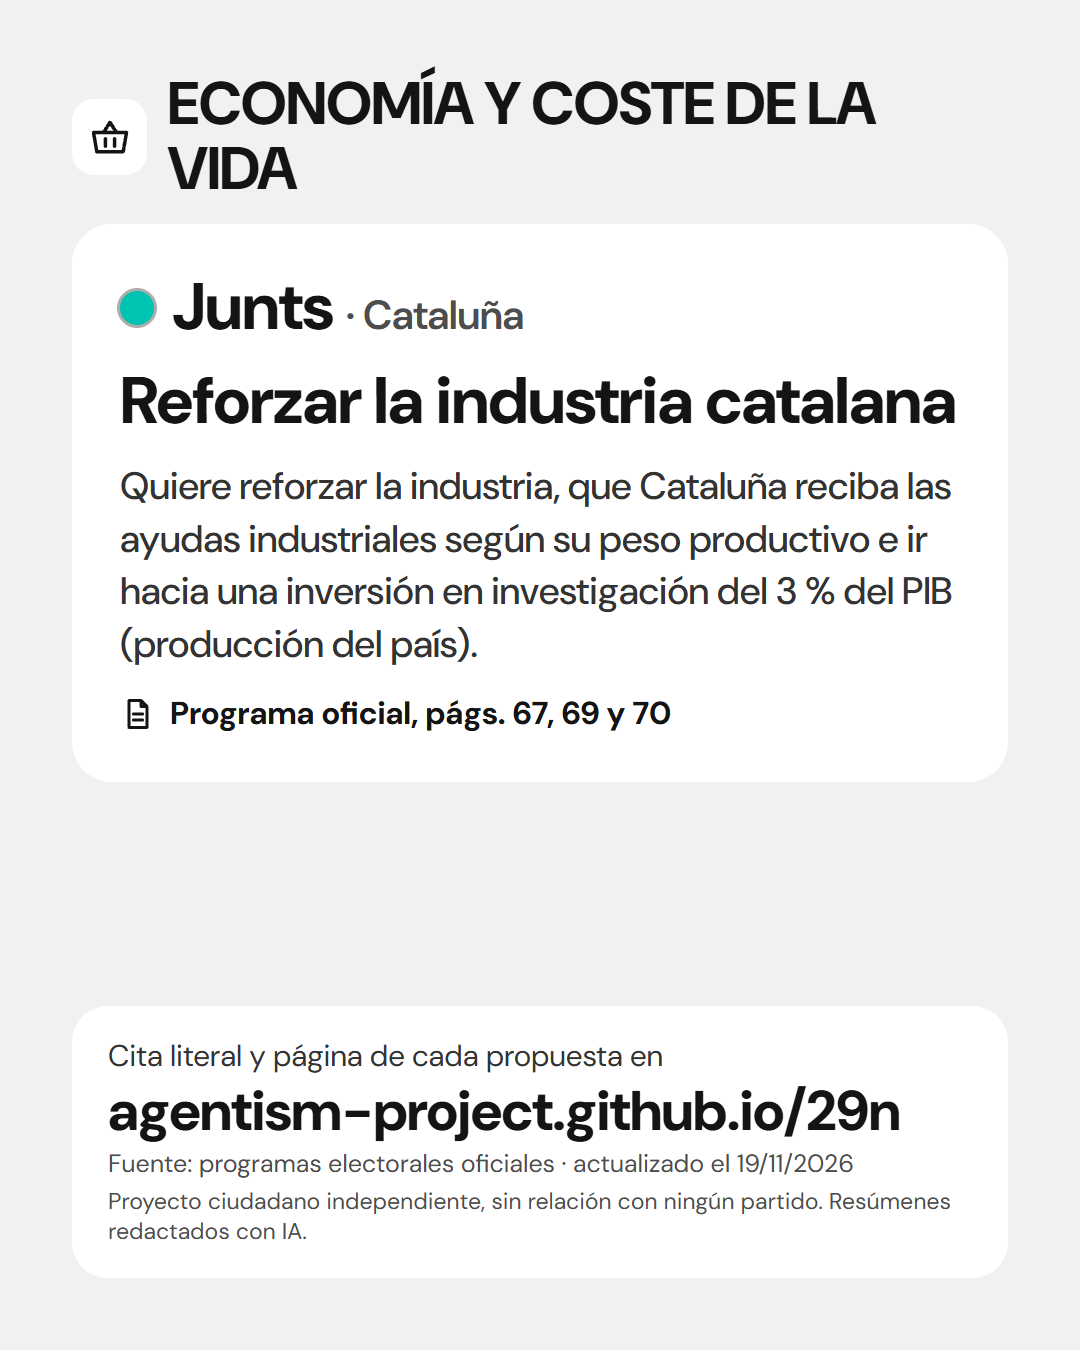 ECONOMÍA Y COSTE DE LA
VIDA
Junts · Cataluña
Reforzar la industria catalana
Quiere reforzar la industria, que Cataluña reciba las
ayudas industriales según su peso productivo e ir
hacia una inversión en investigación del 3 % del PIB
(producción del país).
Programa oficial, págs. 67, 69 y 70
Cita literal y página de cada propuesta en
agentism-project.github.io/29n
Fuente: programas electorales oficiales · actualizado el 19/11/2026
Proyecto ciudadano independiente, sin relación con ningún partido. Resúmenes
redactados con IA.